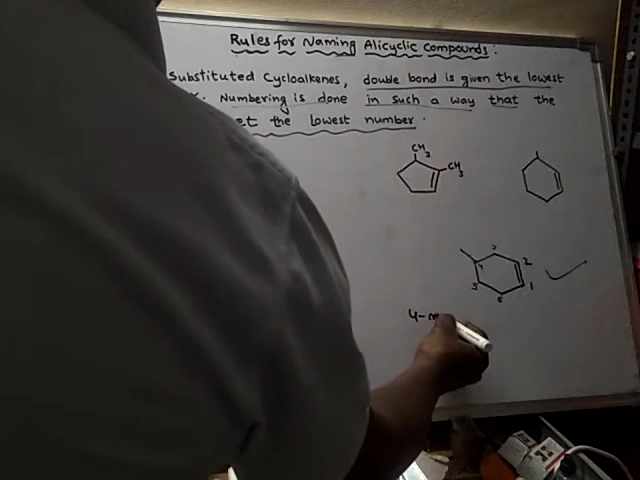 Rules for Naming Alicyclic Compounds:
Substituted Cycloalkenes, double bond is given the lowest
Numbering is done in such a way that the
the lowest number.
CH3
CH3
3
4
2
5
1
6
4-m